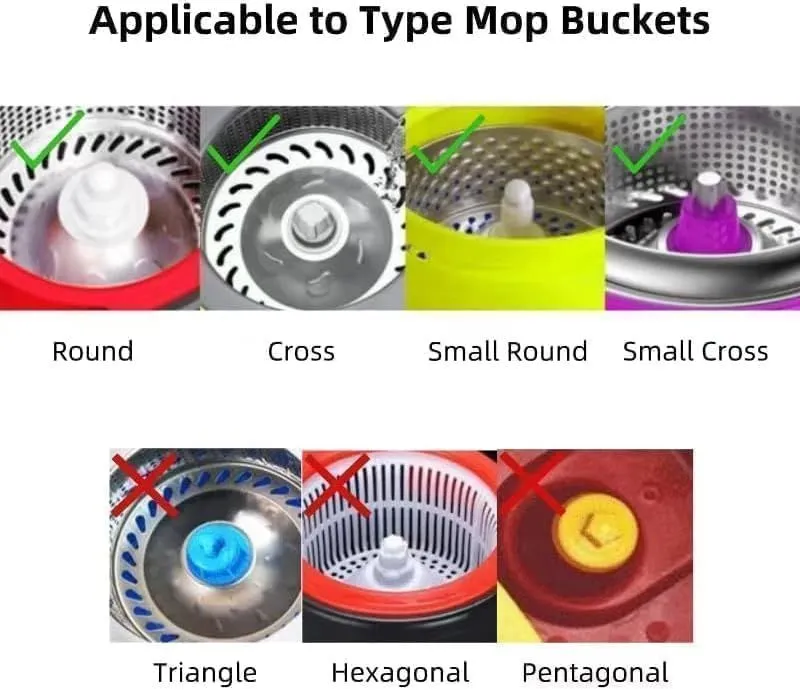 Applicable to Type Mop Buckets
Round
Cross
Small Round
Small Cross
Triangle
Hexagonal
Pentagonal